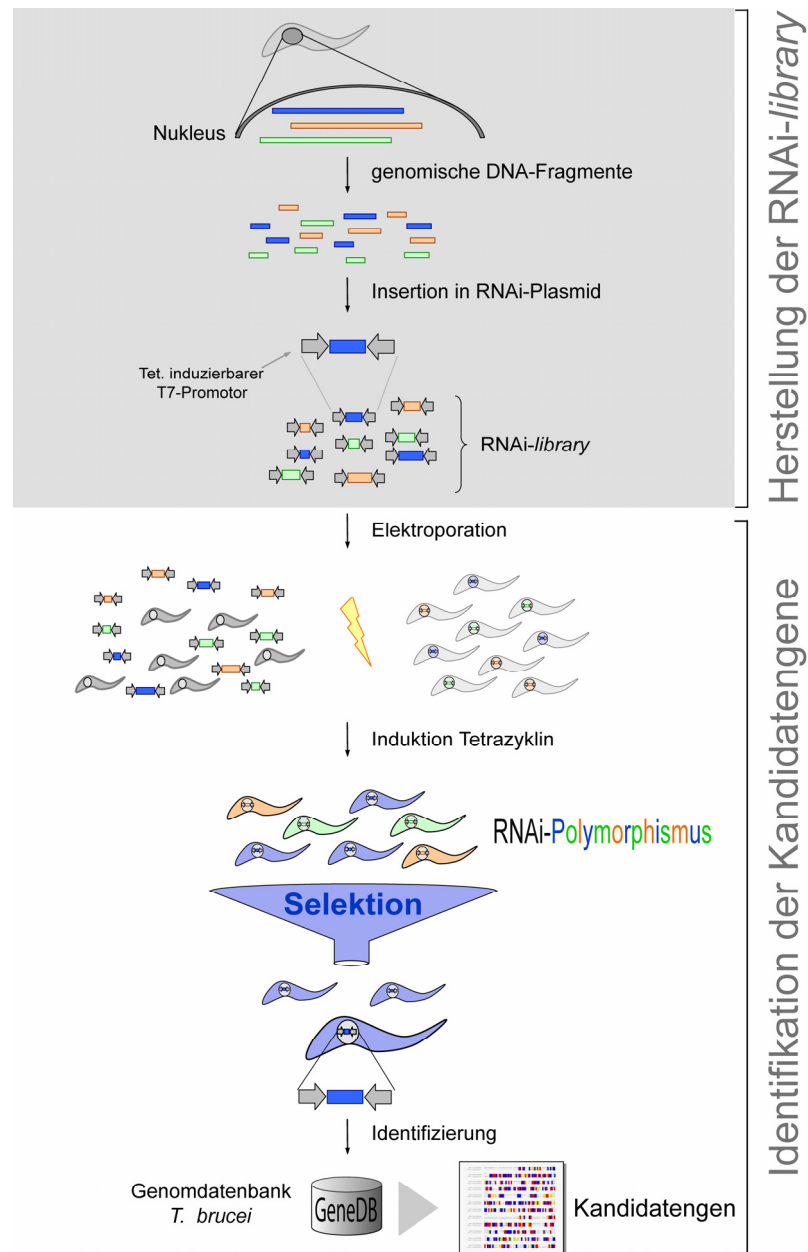 Nukleus
genomische DNA-Fragmente
Insertion in RNAi-Plasmid
Tet. induzierbarer
T7-Promotor
RNAi-library
Herstellung der RNAi-library
Elektroporation
Induktion Tetrazyklin
RNAi-Polymorphismus
Selektion
Identifizierung
Genomdatenbank
T. brucei
GeneDB
Kandidatengen
Identifikation der Kandidatengene